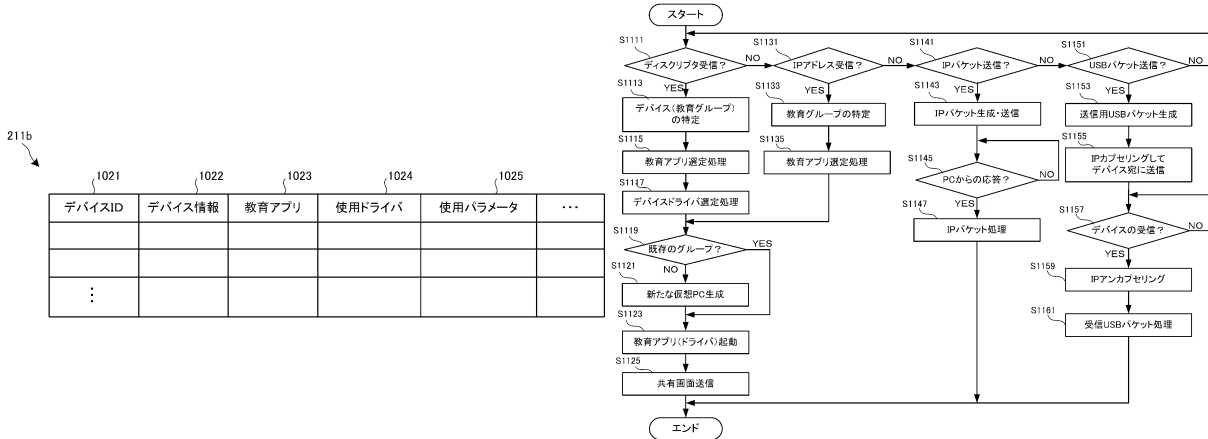 211b
1021
1022
1023
1024
1025
デバイスID
デバイス情報
教育アプリ
使用ドライバ
使用パラメータ
・・・
⋮
スタート
S1111
ディスクリプタ受信？
NO
YES
S1113
デバイス（教育グループ）
の特定
S1115
教育アプリ選定処理
S1117
デバイスドライバ選定処理
S1119
既存のグループ？
YES
NO
S1121
新たな仮想PC生成
S1123
教育アプリ（ドライバ）起動
S1125
共有画面送信
エンド
S1131
IPアドレス受信？
NO
YES
S1133
教育グループの特定
S1135
教育アプリ選定処理
S1141
IPパケット送信？
NO
YES
S1143
IPパケット生成・送信
S1145
PCからの応答？
NO
YES
S1147
IPパケット処理
S1151
USBパケット送信？
NO
YES
S1153
送信用USBパケット生成
S1155
IPカプセリングして
デバイス宛に送信
S1157
デバイスの受信？
NO
YES
S1159
IPアンカプセリング
S1161
受信USBパケット処理